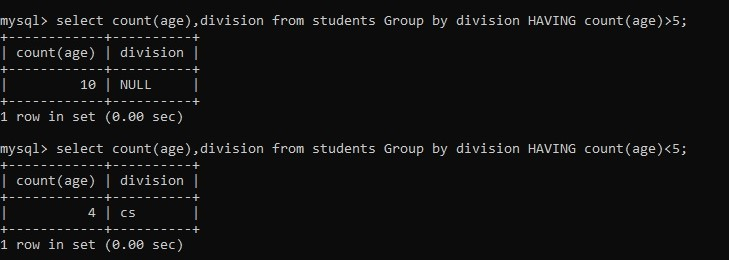 mysql> select count(age),division from students Group by division HAVING count(age)>5;
+------------+----------+
| count(age) | division |
+------------+----------+
|         10 | NULL     |
+------------+----------+
1 row in set (0.00 sec)
mysql> select count(age),division from students Group by division HAVING count(age)<5;
+------------+----------+
| count(age) | division |
+------------+----------+
|          4 | cs       |
+------------+----------+
1 row in set (0.00 sec)